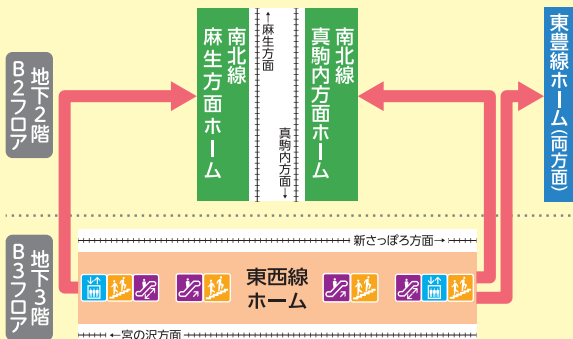 地下2階
B2フロア
南北線
麻生方面ホーム
←麻生方面
真駒内方面→
南北線
真駒内方面ホーム
東豊線ホーム(両方面)
地下3階
B3フロア
新さっぽろ方面→
東西線
ホーム
←宮の沢方面